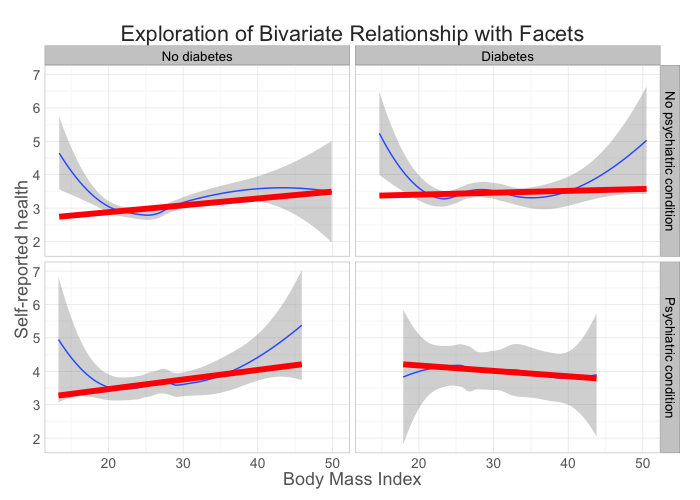 Exploration of Bivariate Relationship with Facets
No diabetes
Diabetes
7
6
5
4
3
2
No psychiatric condition
Self-reported health
7
6
5
4
3
2
Psychiatric condition
20 30 40 50
20 30 40 50
Body Mass Index